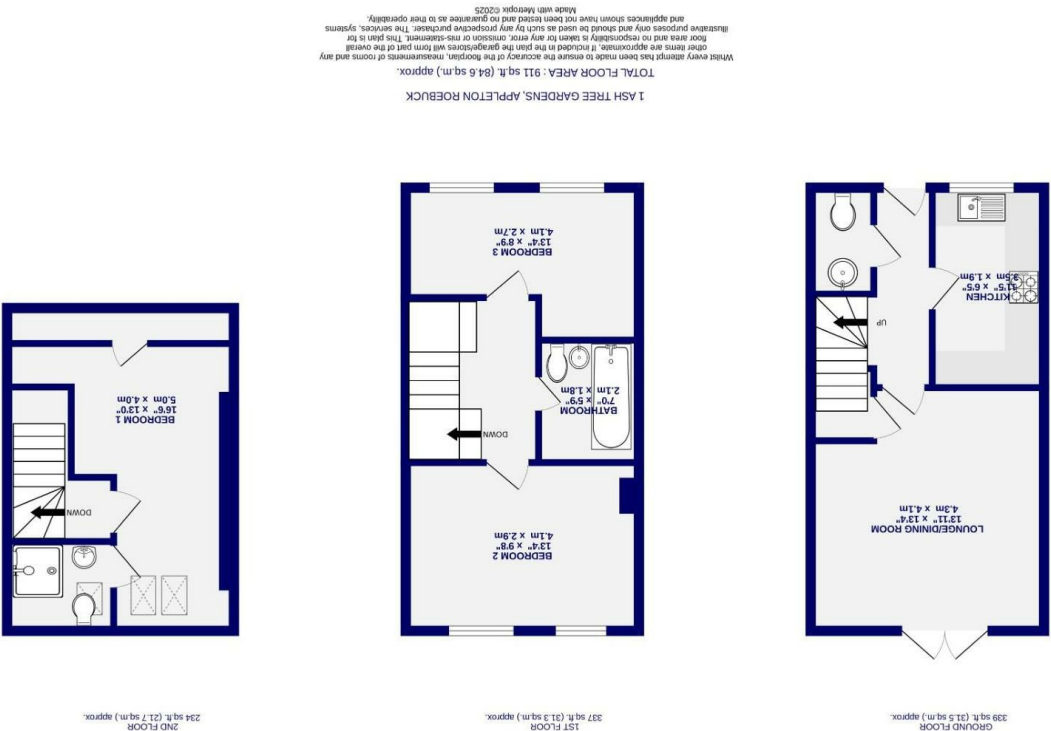 GROUND FLOOR
339 sq.ft. (31.5 sq.m.) approx.
1ST FLOOR
337 sq.ft. (31.3 sq.m.) approx.
2ND FLOOR
234 sq.ft. (21.7 sq.m.) approx.
LOUNGE/DINING ROOM
13'11" x 13'4"
4.3m x 4.1m
UP
KITCHEN
11'5" x 6'5"
3.5m x 1.9m
BEDROOM 2
13'4" x 9'8"
4.1m x 2.9m
DOWN
BATHROOM
7'0" x 5'9"
2.1m x 1.8m
BEDROOM 3
13'4" x 8'9"
4.1m x 2.7m
DOWN
BEDROOM 1
16'6" x 13'0"
5.0m x 4.0m
1 ASH TREE GARDENS, APPLETON ROEBUCK
TOTAL FLOOR AREA : 911 sq.ft. (84.6 sq.m.) approx.
Whilst every attempt has been made to ensure the accuracy of the floorplan, measurements of rooms and any
other items are approximate, if included in the plan the garage/stores will form part of the overall
floor area and no responsibility is taken for any error, omission or mis-statement. This plan is for
illustrative purposes only and should be used as such by any prospective purchaser. The services, systems
and appliances shown have not been tested and no guarantee as to their operability.
Made with Metropix ©2025